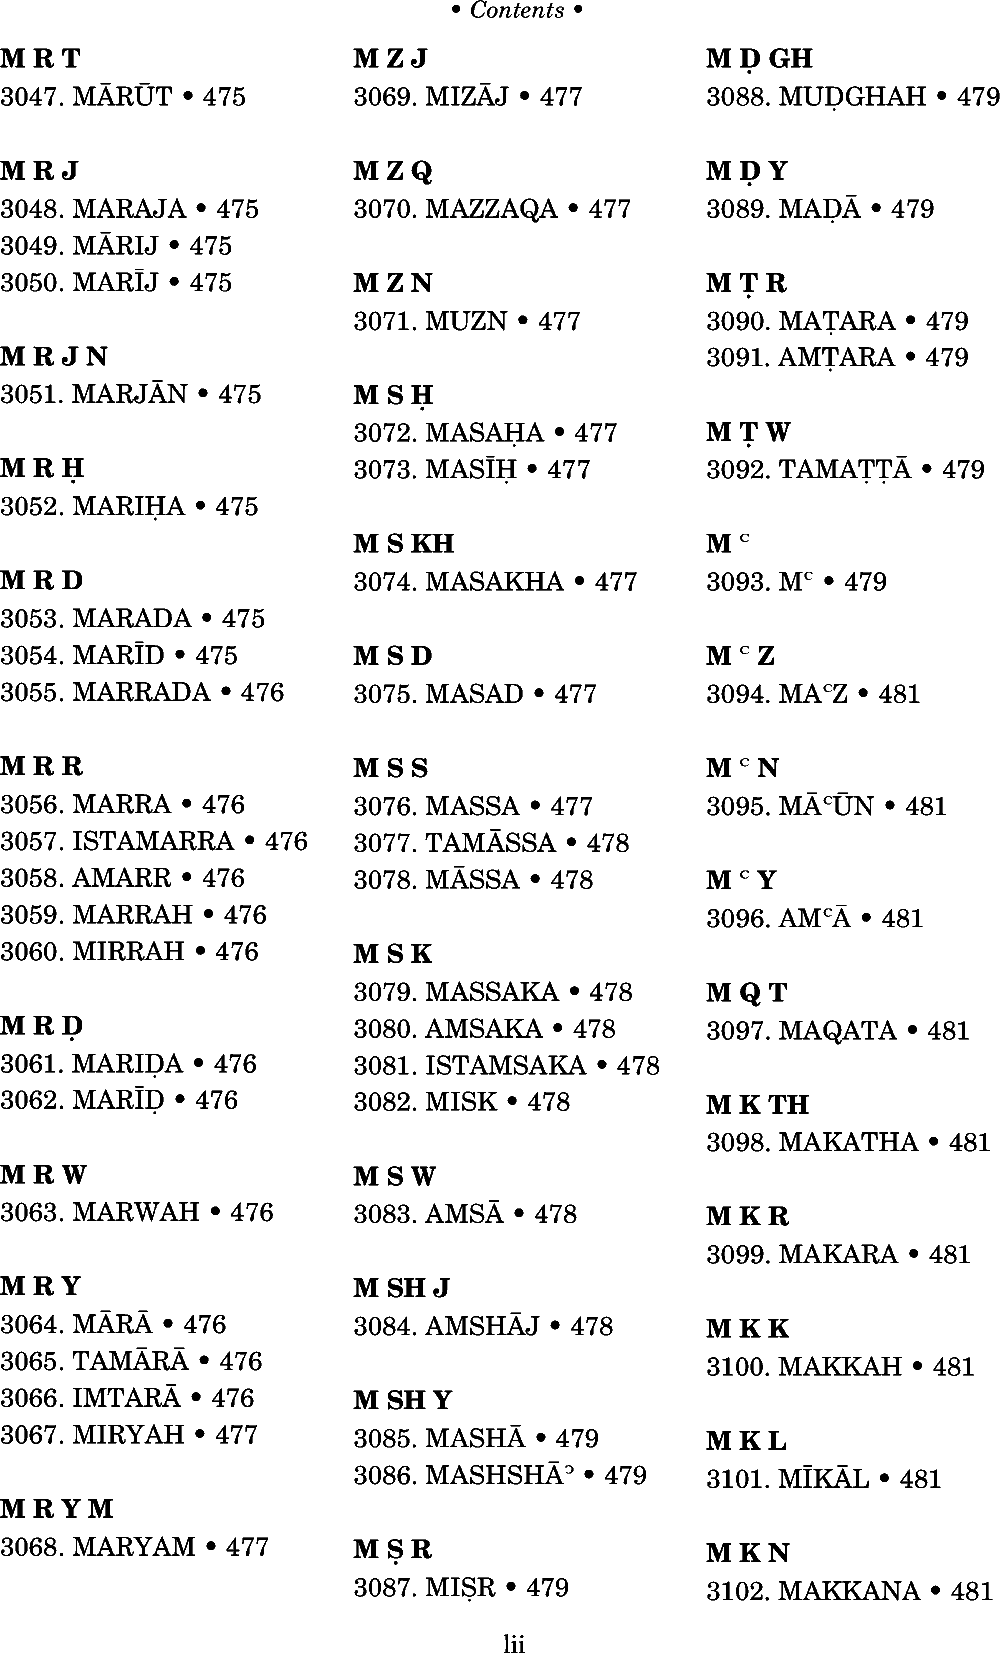 • Contents •
M R T
3047. MĀRŪT • 475
M R J
3048. MARAJA • 475
3049. MĀRIJ • 475
3050. MARĪJ • 475
M R J N
3051. MARJĀN • 475
M R Ḥ
3052. MARIḤA • 475
M R D
3053. MARADA • 475
3054. MARĪD • 475
3055. MARRADA • 476
M R R
3056. MARRA • 476
3057. ISTAMARRA • 476
3058. AMARR • 476
3059. MARRAH • 476
3060. MIRRAH • 476
M R Ḍ
3061. MARIḌA • 476
3062. MARĪḌ • 476
M R W
3063. MARWAH • 476
M R Y
3064. MĀRĀ • 476
3065. TAMĀRĀ • 476
3066. IMTARĀ • 476
3067. MIRYAH • 477
M R Y M
3068. MARYAM • 477
M Z J
3069. MIZĀJ • 477
M Z Q
3070. MAZZAQA • 477
M Z N
3071. MUZN • 477
M S Ḥ
3072. MASAḤA • 477
3073. MASĪḤ • 477
M S KH
3074. MASAKHA • 477
M S D
3075. MASAD • 477
M S S
3076. MASSA • 477
3077. TAMĀSSA • 478
3078. MĀSSA • 478
M S K
3079. MASSAKA • 478
3080. AMSAKA • 478
3081. ISTAMSAKA • 478
3082. MISK • 478
M S W
3083. AMSĀ • 478
M SH J
3084. AMSHĀJ • 478
M SH Y
3085. MASHĀ • 479
3086. MASHSHĀᵓ • 479
M Ṣ R
3087. MIṢR • 479
M Ḍ GH
3088. MUḌGHAH • 479
M Ḍ Y
3089. MAḌĀ • 479
M Ṭ R
3090. MAṬARA • 479
3091. AMṬARA • 479
M Ṭ W
3092. TAMAṬṬĀ • 479
M ᶜ
3093. Mᶜ • 479
M ᶜ Z
3094. MAᶜZ • 481
M ᶜ N
3095. MĀᶜŪN • 481
M ᶜ Y
3096. AMᶜĀ • 481
M Q T
3097. MAQATA • 481
M K TH
3098. MAKATHA • 481
M K R
3099. MAKARA • 481
M K K
3100. MAKKAH • 481
M K L
3101. MĪKĀL • 481
M K N
3102. MAKKANA • 481
lii